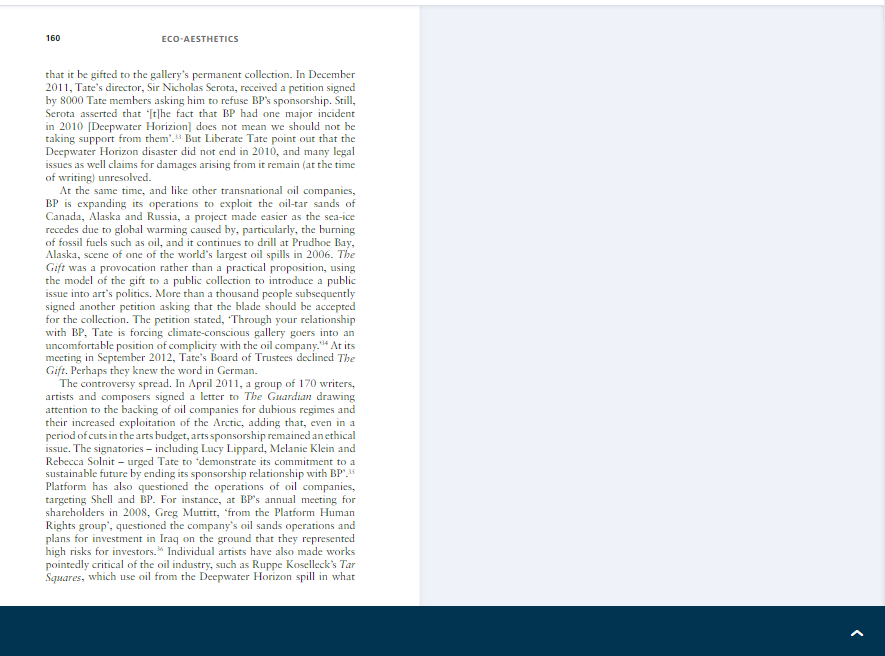 160
ECO-AESTHETICS
that it be gifted to the gallery's permanent collection. In December
2011, Tate's director, Sir Nicholas Serota, received a petition signed
by 8000 Tate members asking him to refuse BP's sponsorship. Still,
Serota asserted that '[t]he fact that BP had one major incident
in 2010 [Deepwater Horizion] does not mean we should not be
taking support from them'.33 But Liberate Tate point out that the
Deepwater Horizon disaster did not end in 2010, and many legal
issues as well claims for damages arising from it remain (at the time
of writing) unresolved.
At the same time, and like other transnational oil companies,
BP is expanding its operations to exploit the oil-tar sands of
Canada, Alaska and Russia, a project made easier as the sea-ice
recedes due to global warming caused by, particularly, the burning
of fossil fuels such as oil, and it continues to drill at Prudhoe Bay,
Alaska, scene of one of the world's largest oil spills in 2006. The
Gift was a provocation rather than a practical proposition, using
the model of the gift to a public collection to introduce a public
issue into art's politics. More than a thousand people subsequently
signed another petition asking that the blade should be accepted
for the collection. The petition stated, 'Through your relationship
with BP, Tate is forcing climate-conscious gallery goers into an
uncomfortable position of complicity with the oil company.'34 At its
meeting in September 2012, Tate's Board of Trustees declined The
Gift. Perhaps they knew the word in German.
The controversy spread. In April 2011, a group of 170 writers,
artists and composers signed a letter to The Guardian drawing
attention to the backing of oil companies for dubious regimes and
their increased exploitation of the Arctic, adding that, even in a
period of cuts in the arts budget, arts sponsorship remained an ethical
issue. The signatories – including Lucy Lippard, Melanie Klein and
Rebecca Solnit – urged Tate to 'demonstrate its commitment to a
sustainable future by ending its sponsorship relationship with BP'.35
Platform has also questioned the operations of oil companies,
targeting Shell and BP. For instance, at BP's annual meeting for
shareholders in 2008, Greg Muttitt, 'from the Platform Human
Rights group', questioned the company's oil sands operations and
plans for investment in Iraq on the ground that they represented
high risks for investors.36 Individual artists have also made works
pointedly critical of the oil industry, such as Ruppe Koselleck's Tar
Squares, which use oil from the Deepwater Horizon spill in what